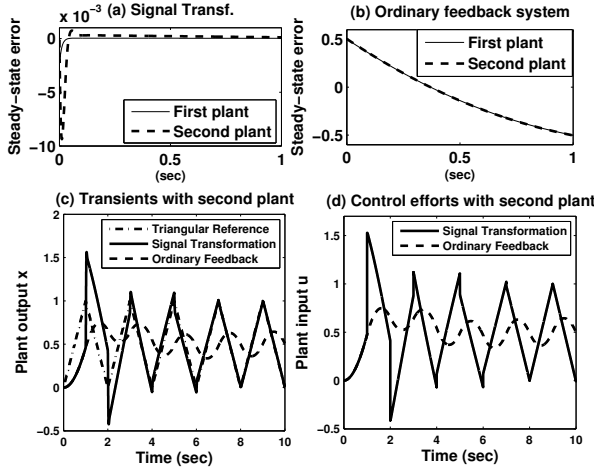 (a) Signal Transf.
x 10⁻³
Steady-state error
0
−5
−10
First plant
Second plant
0
0.5
1
(sec)
(b) Ordinary feedback system
Steady-state error
0.5
0
−0.5
First plant
Second plant
0
0.5
1
(sec)
(c) Transients with second plant
Plant output x
2
1.5
1
0.5
0
−0.5
Triangular Reference
Signal Transformation
Ordinary Feedback
0
2
4
6
8
10
Time (sec)
(d) Control efforts with second plant
Plant input u
1.5
1
0.5
0
−0.5
Signal Transformation
Ordinary Feedback
0
2
4
6
8
10
Time (sec)